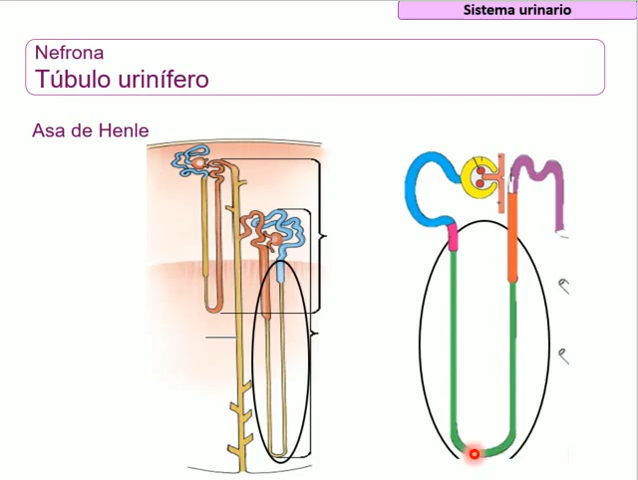 Sistema urinario
Nefrona
Túbulo urinífero
Asa de Henle